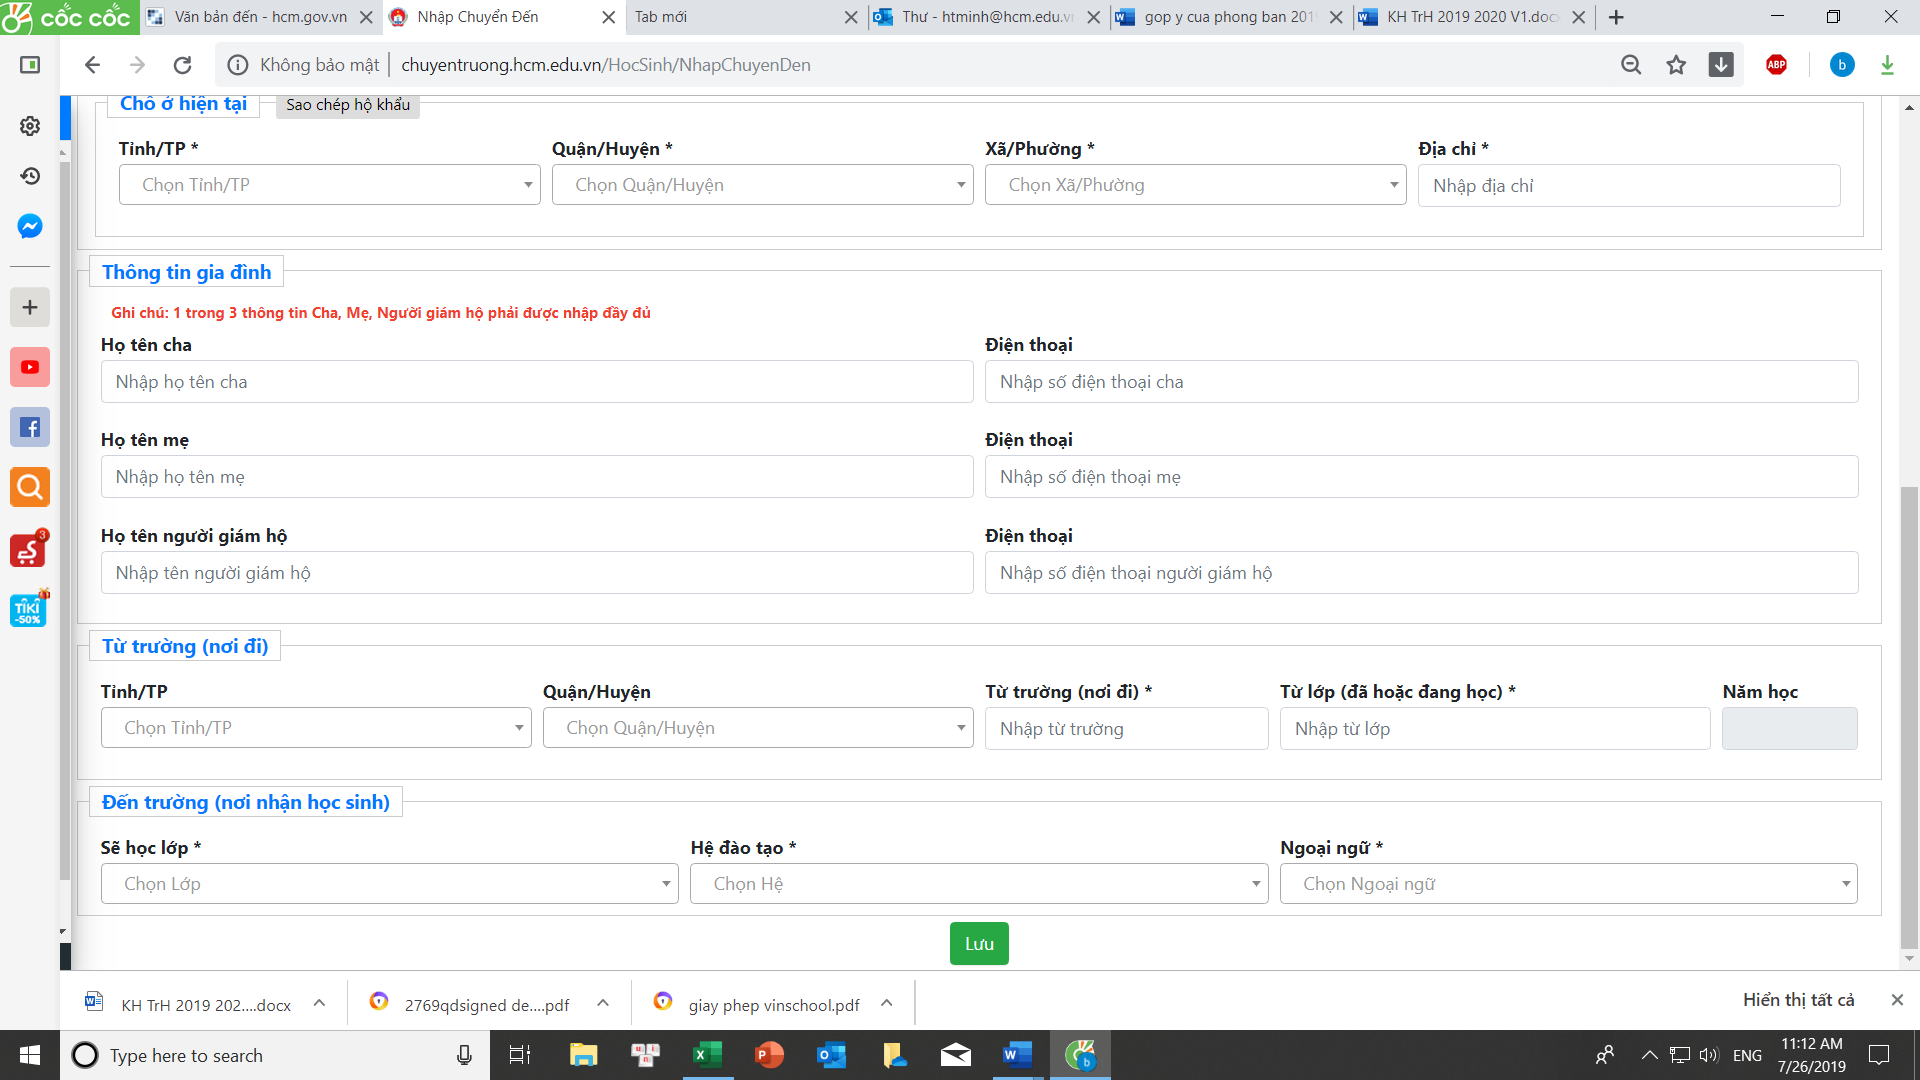 cốc cốc
Văn bản đến - hcm.gov.vn
Nhập Chuyển Đến
Tab mới
Thư - htminh@hcm.edu.v
gop y cua phong ban 201
KH TrH 2019 2020 V1.doc
Không bảo mật
chuyentruong.hcm.edu.vn/HocSinh/NhapChuyenDen
ABP
b
Chỗ ở hiện tại
Sao chép hộ khẩu
Tỉnh/TP *
Quận/Huyện *
Xã/Phường *
Địa chỉ *
Chọn Tỉnh/TP
Chọn Quận/Huyện
Chọn Xã/Phường
Nhập địa chỉ
Thông tin gia đình
Ghi chú: 1 trong 3 thông tin Cha, Mẹ, Người giám hộ phải được nhập đầy đủ
Họ tên cha
Điện thoại
Nhập họ tên cha
Nhập số điện thoại cha
Họ tên mẹ
Điện thoại
Nhập họ tên mẹ
Nhập số điện thoại mẹ
Họ tên người giám hộ
Điện thoại
Nhập tên người giám hộ
Nhập số điện thoại người giám hộ
3
TIKI
-50%
Từ trường (nơi đi)
Tỉnh/TP
Quận/Huyện
Từ trường (nơi đi) *
Từ lớp (đã hoặc đang học) *
Năm học
Chọn Tỉnh/TP
Chọn Quận/Huyện
Nhập từ trường
Nhập từ lớp
Đến trường (nơi nhận học sinh)
Sẽ học lớp *
Hệ đào tạo *
Ngoại ngữ *
Chọn Lớp
Chọn Hệ
Chọn Ngoại ngữ
Lưu
KH TrH 2019 202....docx
2769qdsigned de....pdf
giay phep vinschool.pdf
Hiển thị tất cả
Type here to search
ENG
11:12 AM
7/26/2019